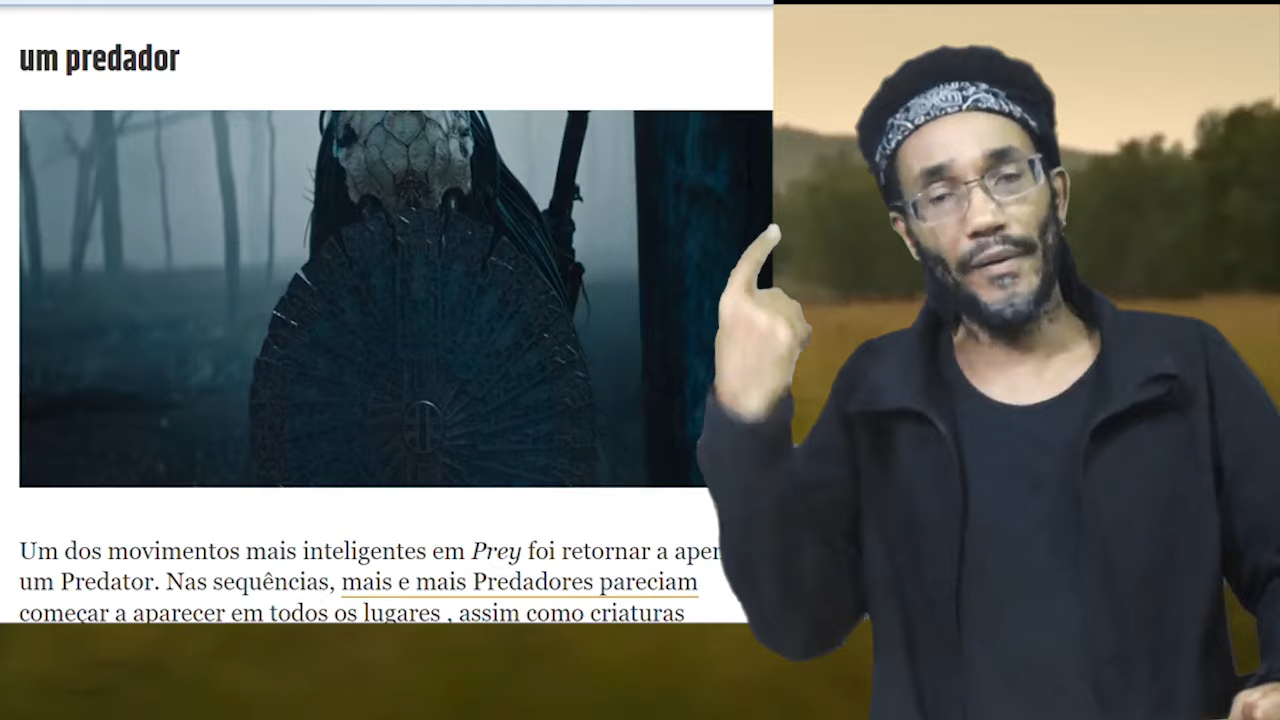 um predador
Um dos movimentos mais inteligentes em Prey foi retornar a
um Predator. Nas sequências, mais e mais Predadores pareciam
começar a aparecer em todos os lugares , assim como criaturas